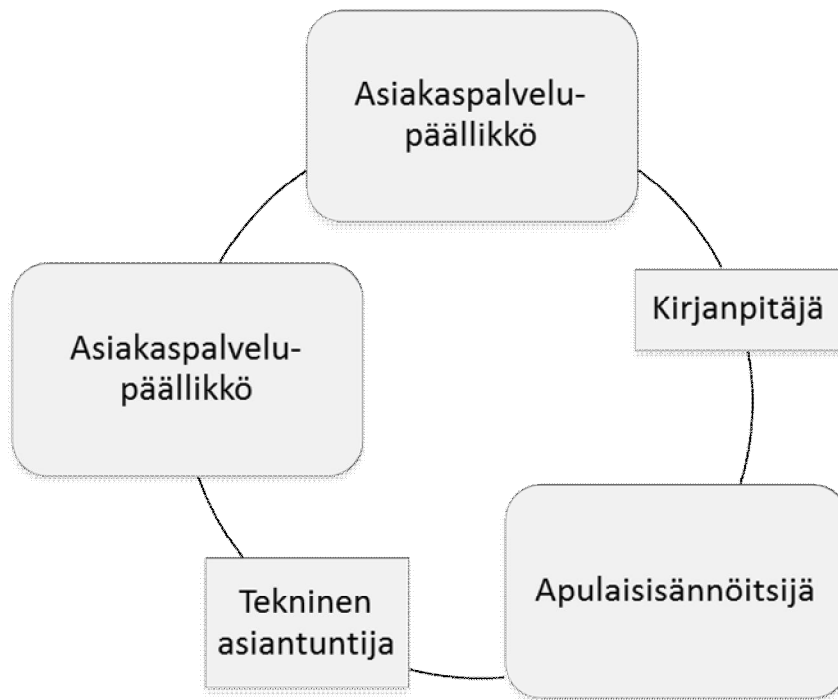 Asiakaspalvelu-
päällikkö
Kirjanpitäjä
Asiakaspalvelu-
päällikkö
Apulaisisännöitsijä
Tekninen
asiantuntija